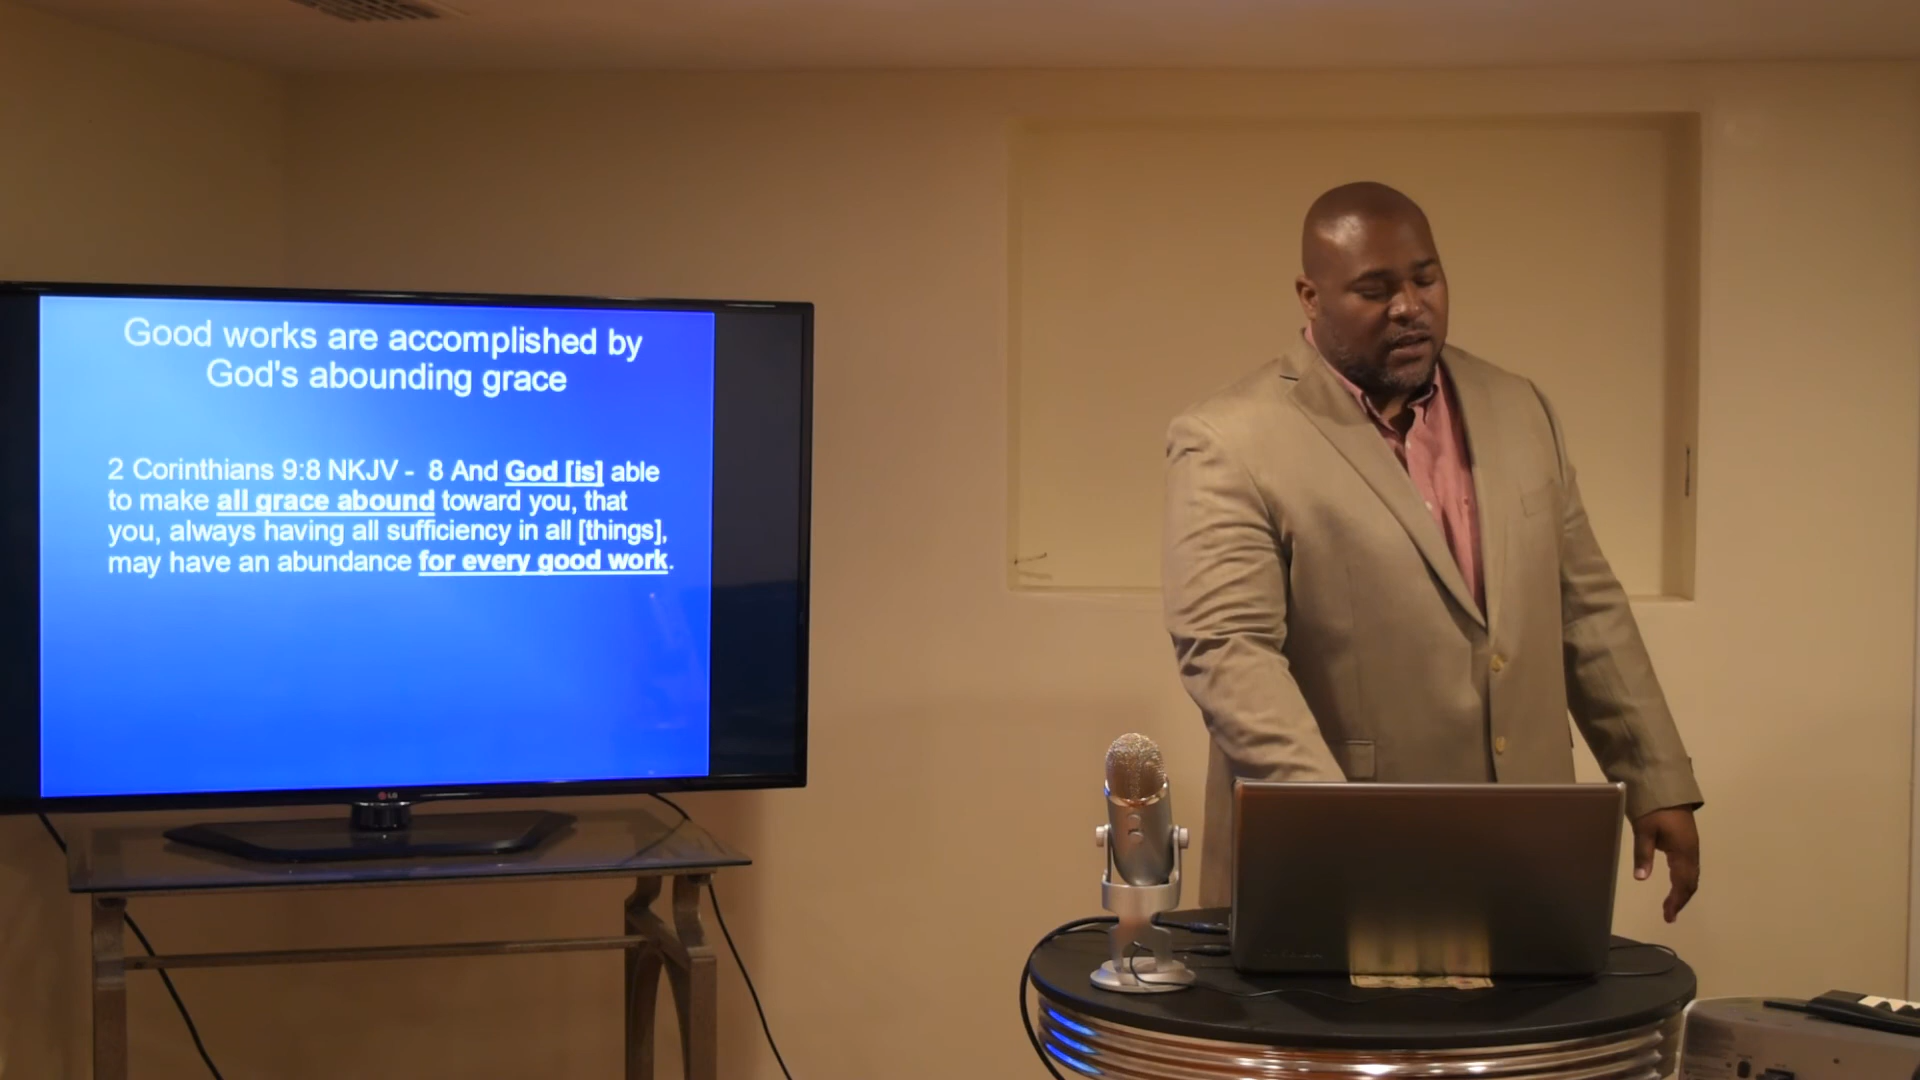 Good works are accomplished by
God's abounding grace
2 Corinthians 9:8 NKJV - 8 And God [is] able
to make all grace abound toward you, that
you, always having all sufficiency in all [things],
may have an abundance for every good work.
LG